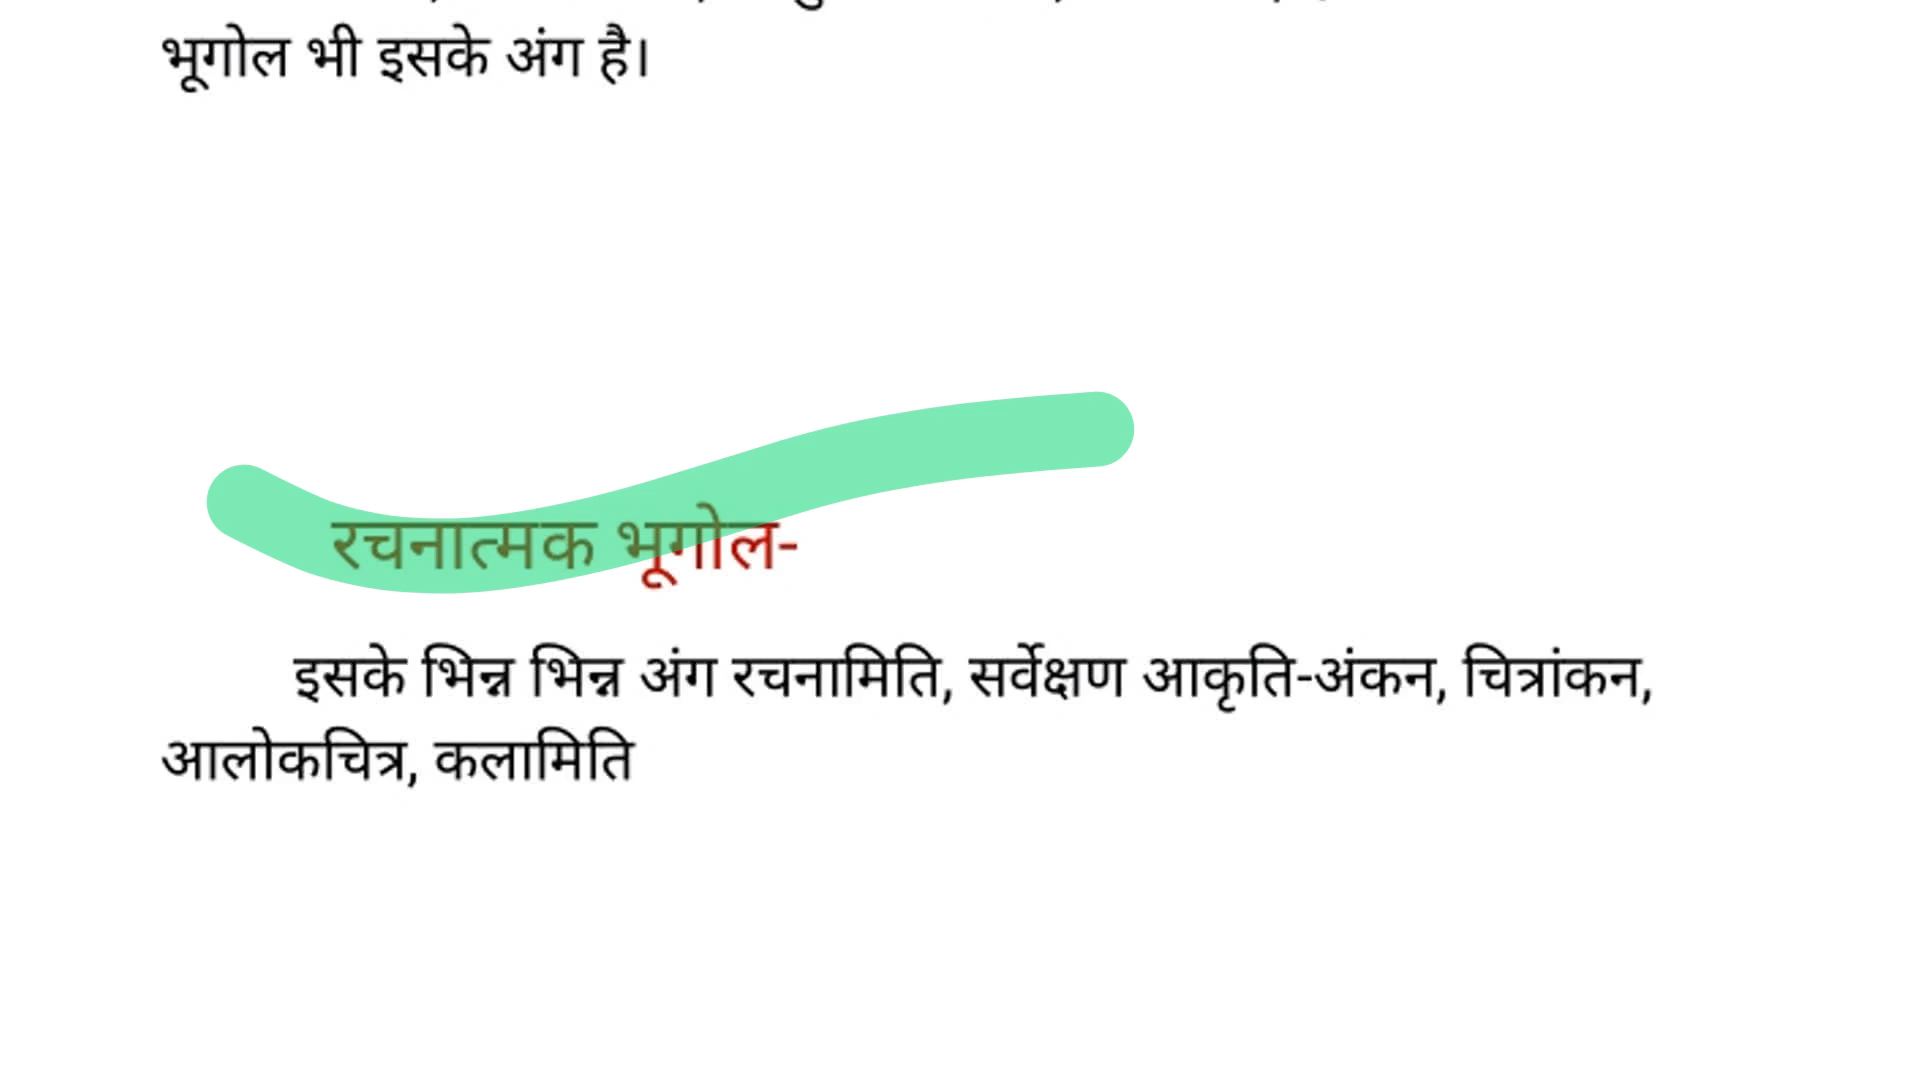 भूगोल भी इसके अंग है।
रचनात्मक भूगोल-
इसके भिन्न भिन्न अंग रचनामिति, सर्वेक्षण आकृति-अंकन, चित्रांकन,
आलोकचित्र, कलामिति